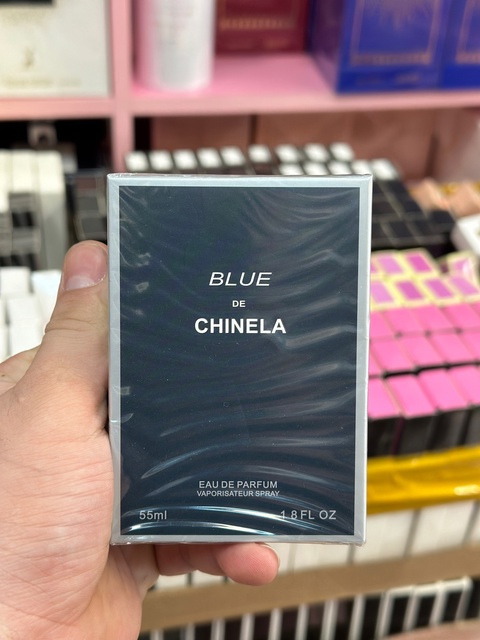 BLUE
DE
CHINELA
EAU DE PARFUM
VAPORISATEUR SPRAY
55ml 1.8 FL OZ